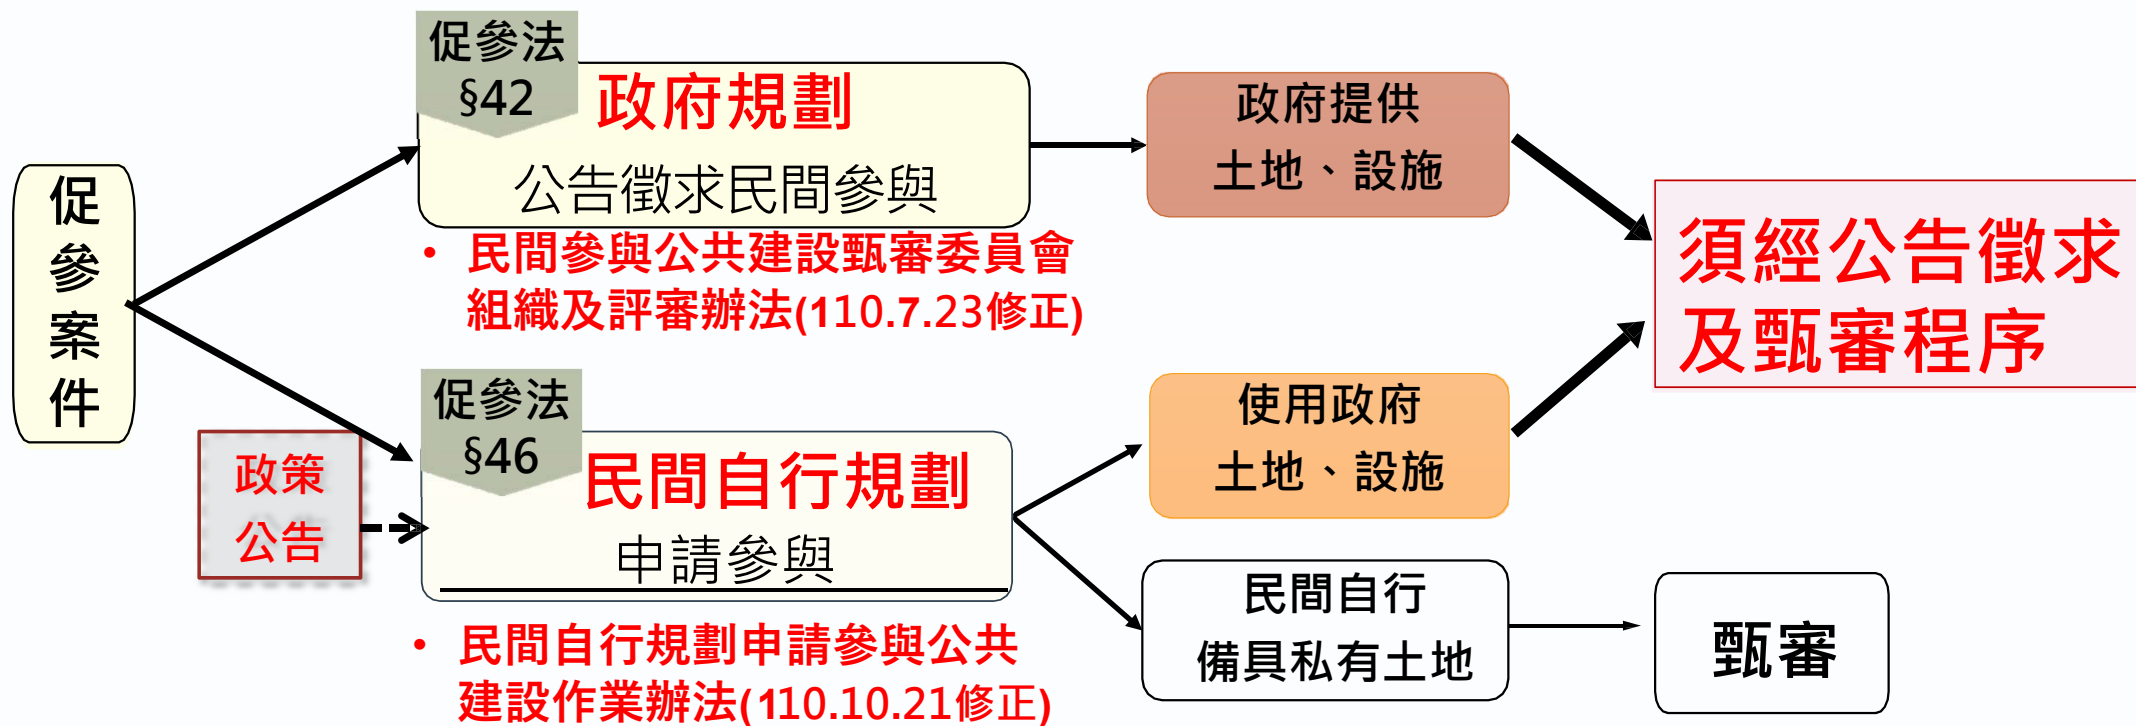 促
參
案
件
促參法
§42
政府規劃
公告徵求民間參與
• 民間參與公共建設甄審委員會
組織及評審辦法(110.7.23修正)
政府提供
土地、設施
須經公告徵求
及甄審程序
政策
公告
促參法
§46
民間自行規劃
申請參與
• 民間自行規劃申請參與公共
建設作業辦法(110.10.21修正)
使用政府
土地、設施
民間自行
備具私有土地
甄審